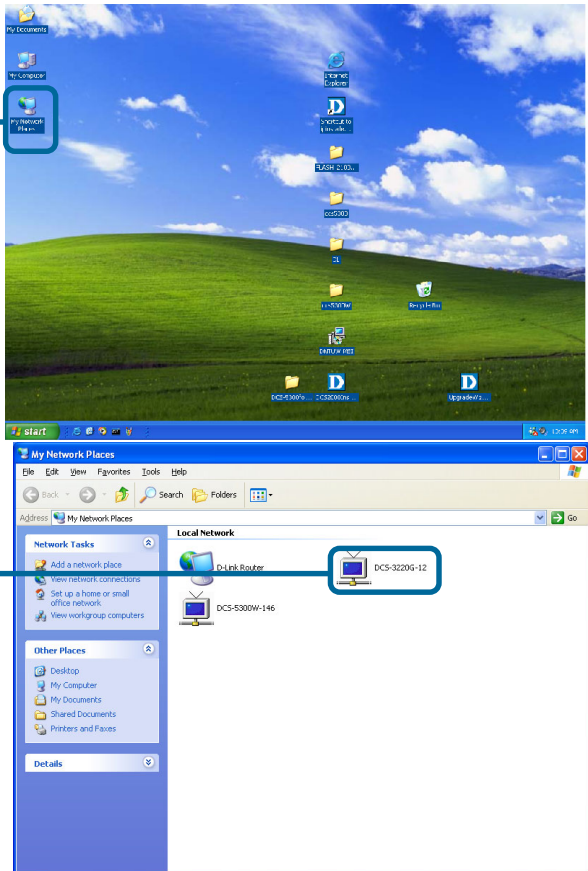 My Documents
My Computer
My Network
Places
Internet
Explorer
Shortcut to
FLASH
Recycle Bin
start
My Network Places
File Edit View Favorites Tools Help
Back Search Folders
Address My Network Places Go
Network Tasks
Add a network place
View network connections
Set up a home or small
office network
View workgroup computers
Other Places
Desktop
My Computer
My Documents
Shared Documents
Printers and Faxes
Details
Local Network
D-Link Router
DCS-3220G-12
DCS-5300W-146